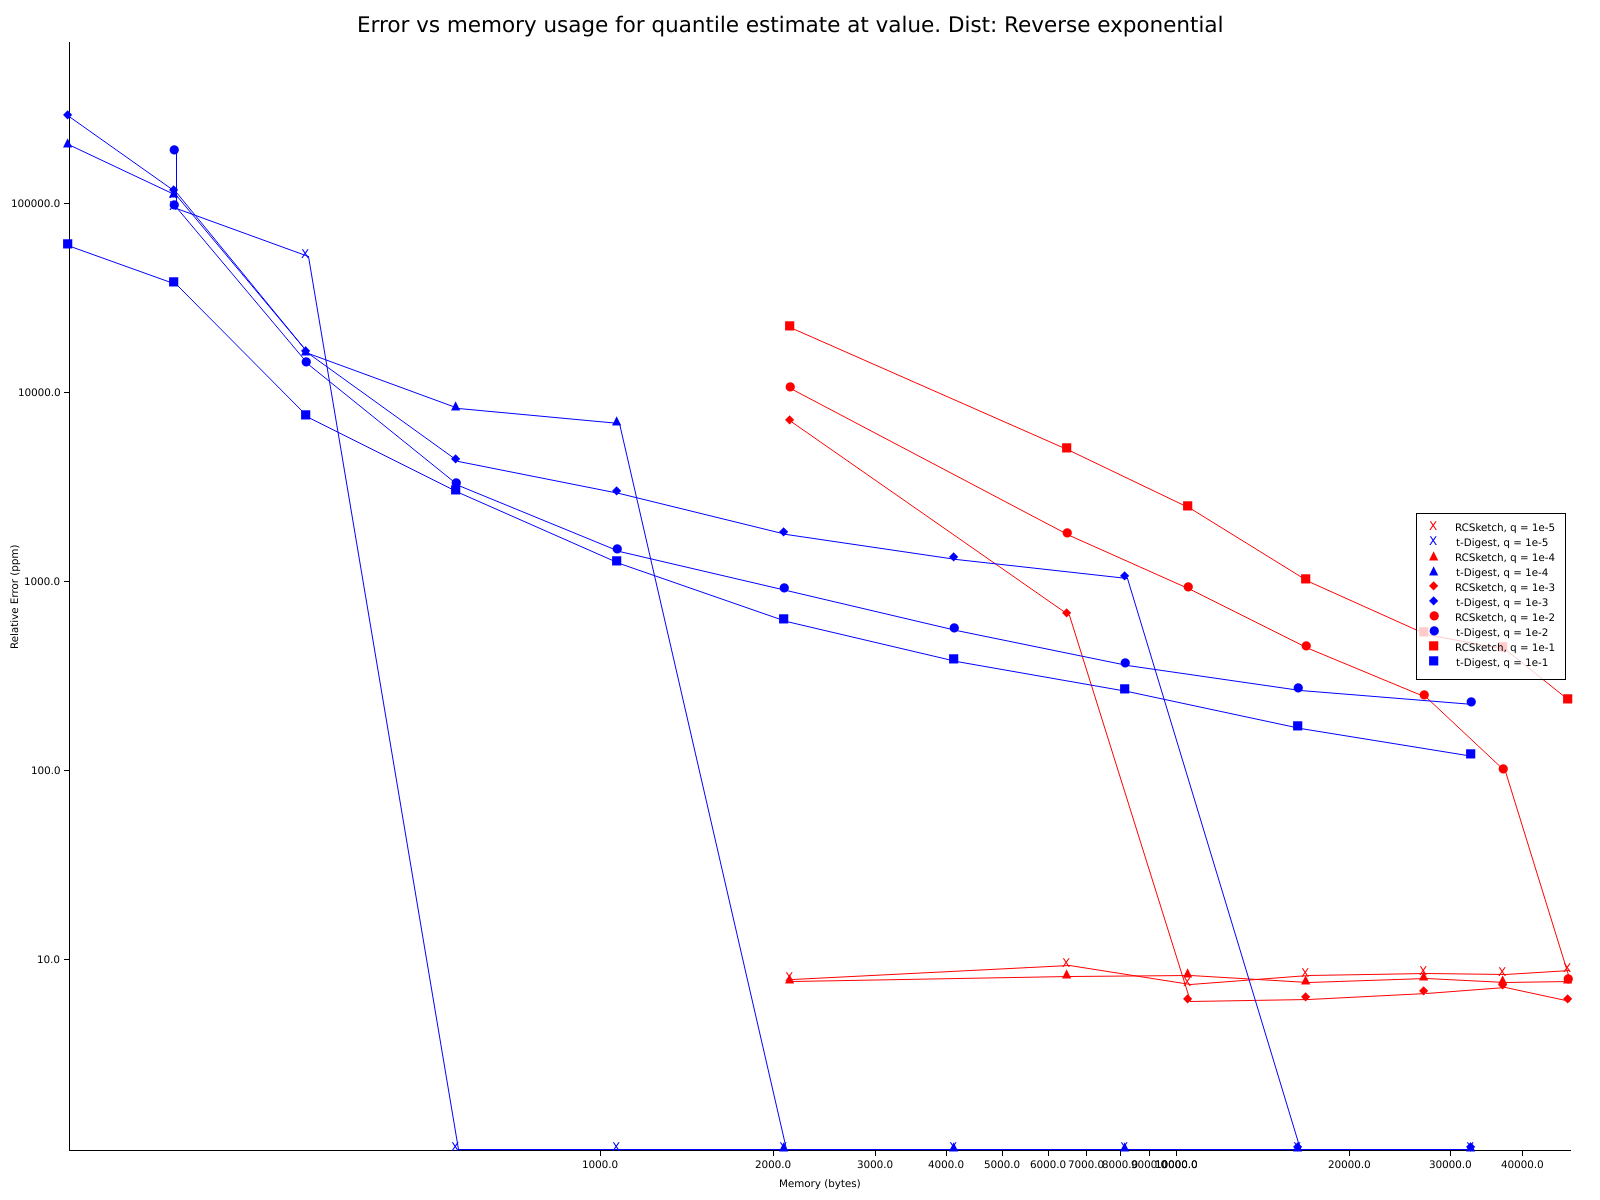 Error vs memory usage for quantile estimate at value. Dist: Reverse exponential
100000.0
10000.0
1000.0
100.0
10.0
Relative Error (ppm)
X RCSketch, q = 1e-5
X t-Digest, q = 1e-5
RCSketch, q = 1e-4
t-Digest, q = 1e-4
RCSketch, q = 1e-3
t-Digest, q = 1e-3
RCSketch, q = 1e-2
t-Digest, q = 1e-2
RCSketch, q = 1e-1
t-Digest, q = 1e-1
1000.0 2000.0 3000.0 4000.0 5000.0 6000.0 7000.0 8000.0 9000.0 10000.0 20000.0 30000.0 40000.0
Memory (bytes)